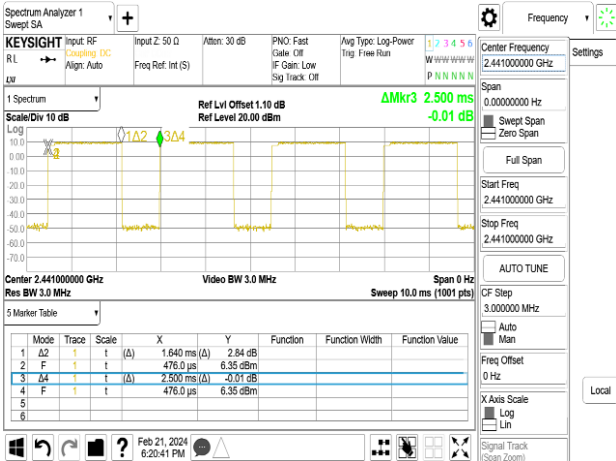 Spectrum Analyzer 1
Swept SA
Frequency
KEYSIGHT
RL
Input: RF
Coupling: DC
Align: Auto
Input Z: 50 Ω
Freq Ref: Int (S)
Atten: 30 dB
PNO: Fast
Gate: Off
IF Gain: Low
Sig Track: Off
Avg Type: Log-Power
Trig: Free Run
1 2 3 4 5 6
W W W W W W
P N N N N N
1 Spectrum
Scale/Div 10 dB
Ref Lvl Offset 1.10 dB
Ref Level 20.00 dBm
ΔMkr3 2.500 ms
-0.01 dB
Log
10.0
0.00
-10.0
-20.0
-30.0
-40.0
-50.0
-60.0
-70.0
1Δ2
3Δ4
Center 2.441000000 GHz
Res BW 3.0 MHz
Video BW 3.0 MHz
Span 0 Hz
Sweep 10.0 ms (1001 pts)
5 Marker Table
Mode Trace Scale X Y Function Function Width Function Value
1 Δ2 1 t (Δ) 1.640 ms (Δ) 2.84 dB
2 F 1 t 476.0 µs 6.35 dBm
3 Δ4 1 t (Δ) 2.500 ms (Δ) -0.01 dB
4 F 1 t 476.0 µs 6.35 dBm
5
6
Feb 21, 2024
6:20:41 PM
Center Frequency
2.441000000 GHz
Span
0.00000000 Hz
Swept Span
Zero Span
Full Span
Start Freq
2.441000000 GHz
Stop Freq
2.441000000 GHz
AUTO TUNE
CF Step
3.000000 MHz
Auto
Man
Freq Offset
0 Hz
X Axis Scale
Log
Lin
Signal Track
(Span Zoom)
Settings
Local